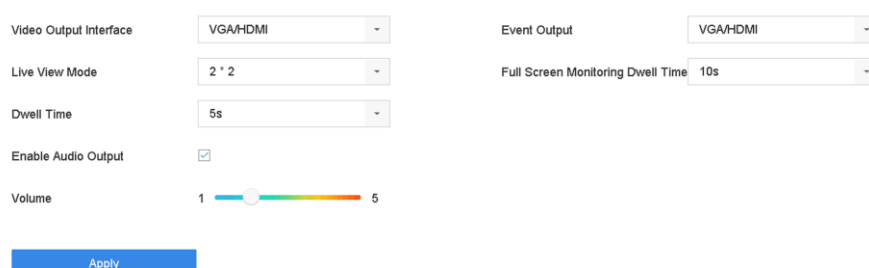 Video Output Interface VGA/HDMI Event Output VGA/HDMI
Live View Mode 2 * 2 Full Screen Monitoring Dwell Time 10s
Dwell Time 5s
Enable Audio Output
Volume 1 5
Apply